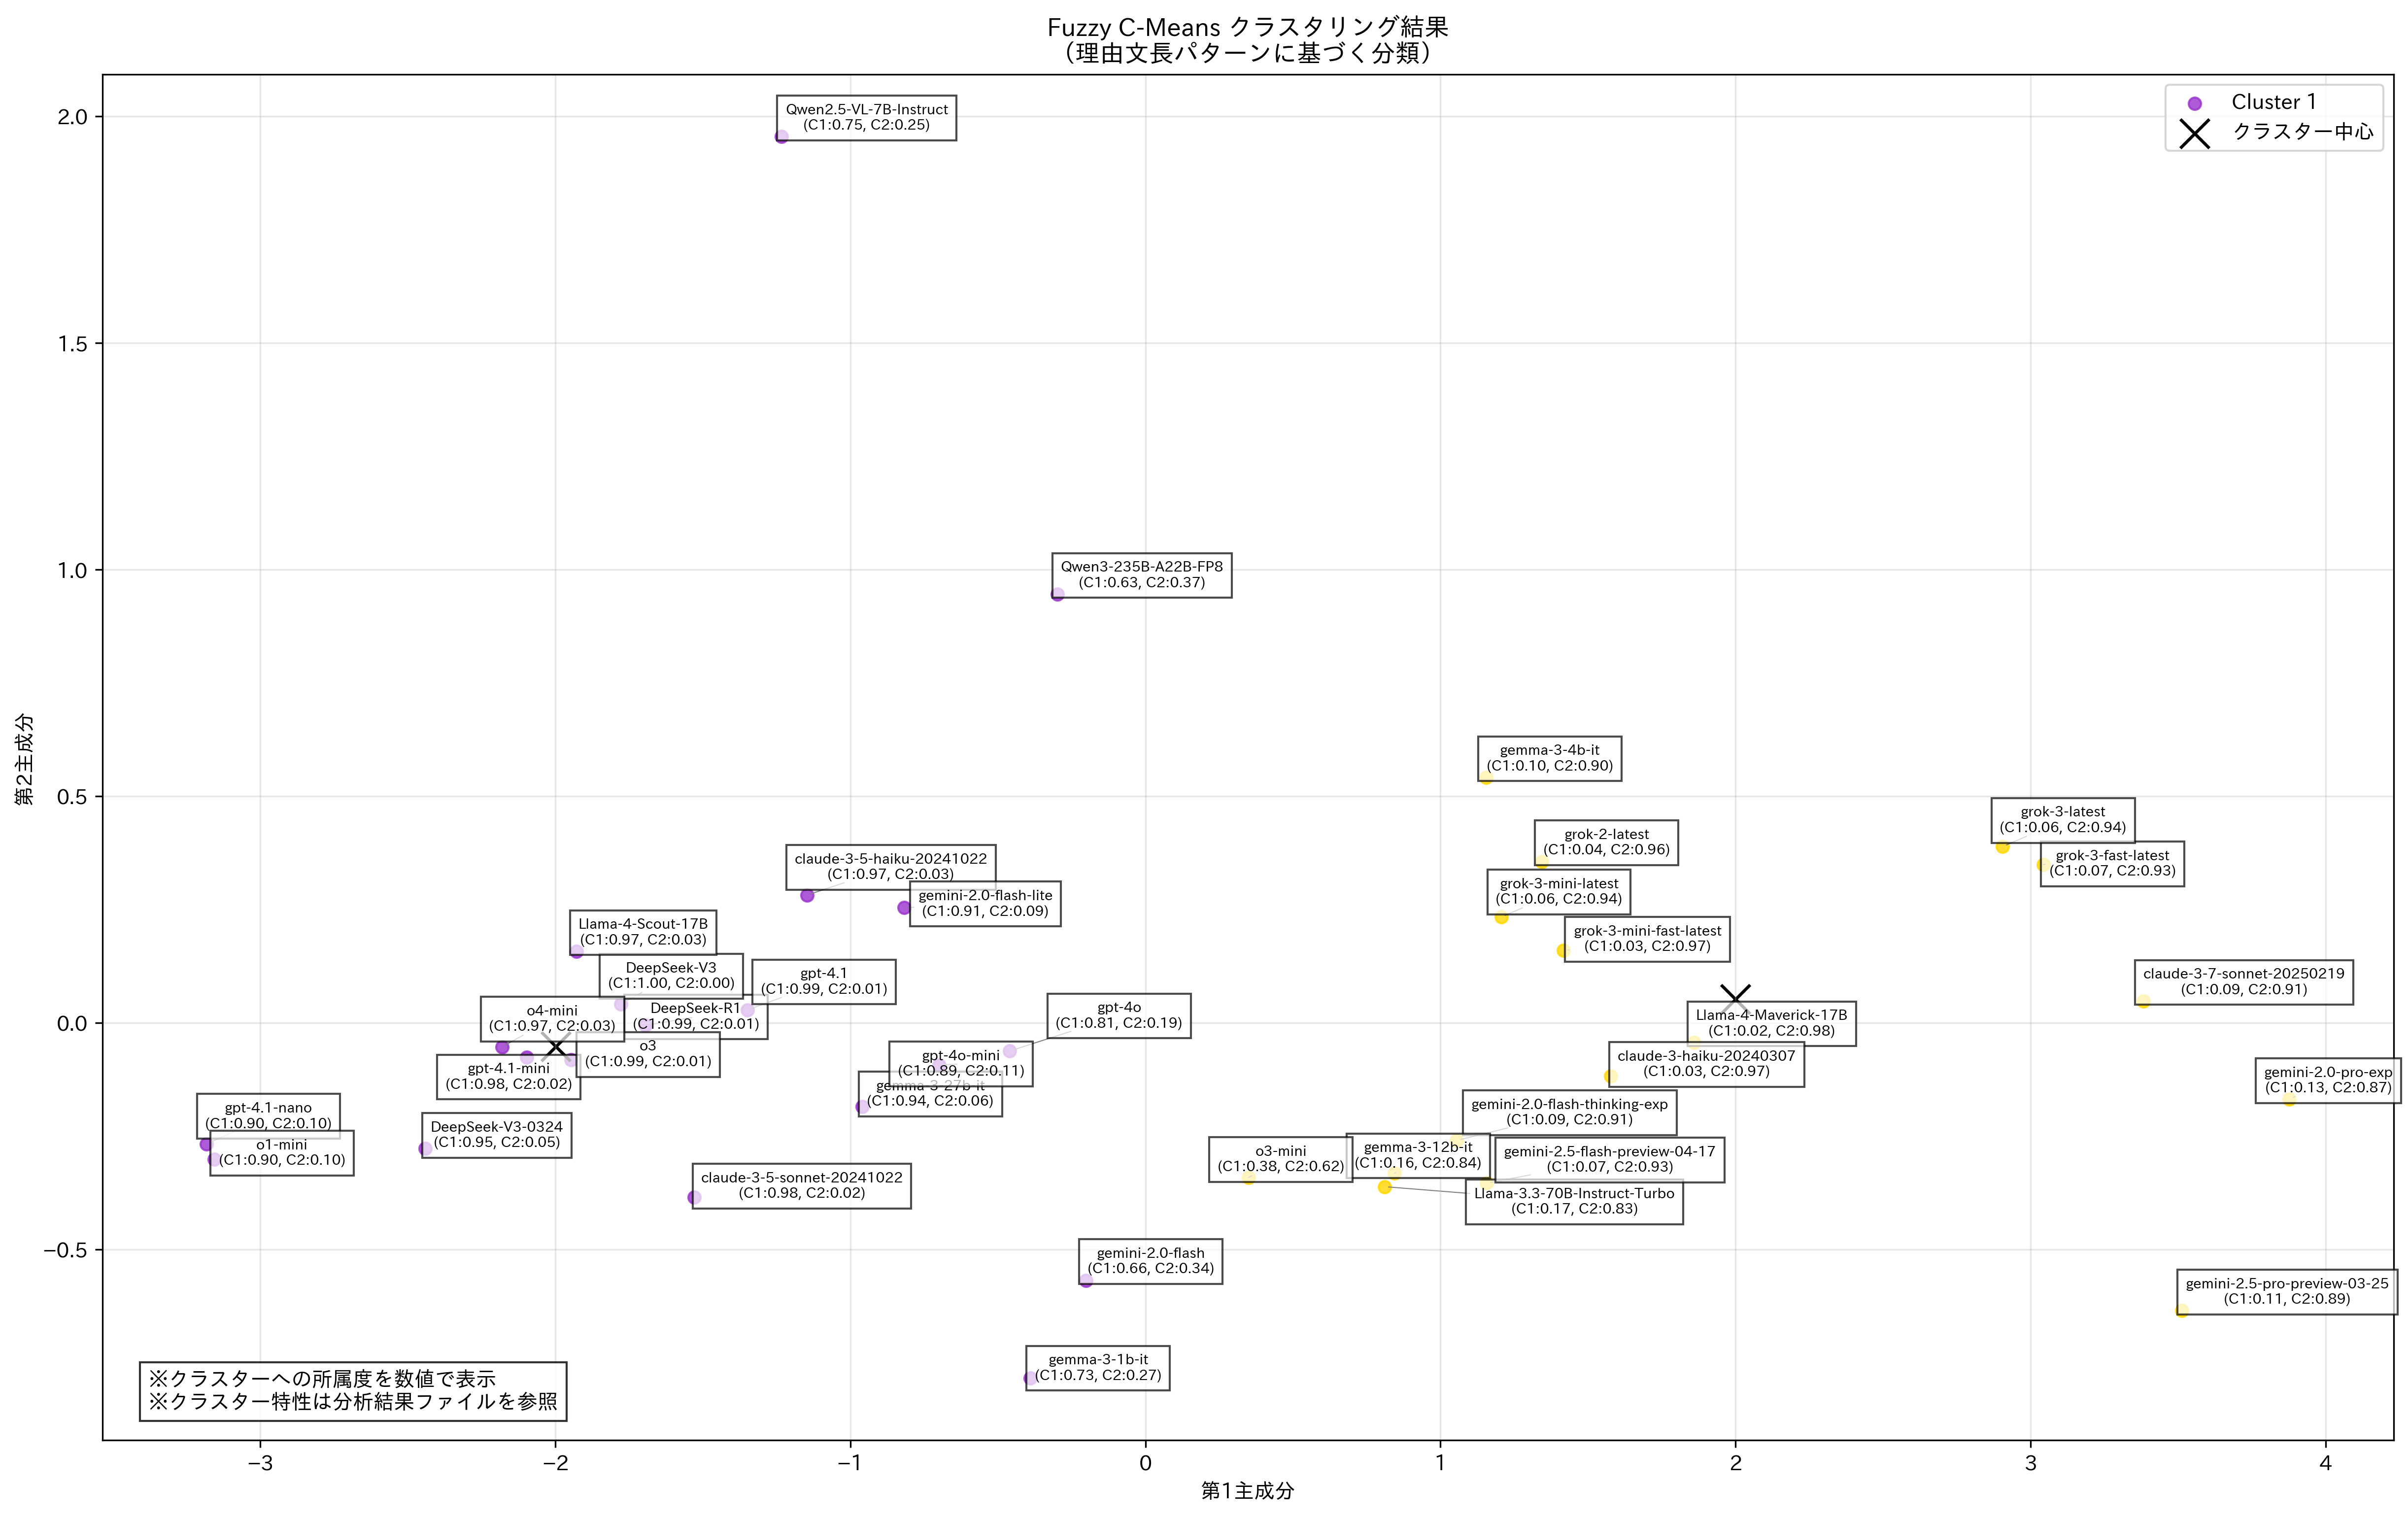 Fuzzy C-Means クラスタリング結果
（理由文長パターンに基づく分類）
Cluster 1
クラスター中心
第2主成分
2.0
1.5
1.0
0.5
0.0
−0.5
Qwen2.5-VL-7B-Instruct
(C1:0.75, C2:0.25)
Qwen3-235B-A22B-FP8
(C1:0.63, C2:0.37)
gemma-3-4b-it
(C1:0.10, C2:0.90)
grok-3-latest
(C1:0.06, C2:0.94)
grok-2-latest
(C1:0.04, C2:0.96)
grok-3-fast-latest
(C1:0.07, C2:0.93)
claude-3-5-haiku-20241022
(C1:0.97, C2:0.03)
grok-3-mini-latest
(C1:0.06, C2:0.94)
gemini-2.0-flash-lite
(C1:0.91, C2:0.09)
Llama-4-Scout-17B
(C1:0.97, C2:0.03)
grok-3-mini-fast-latest
(C1:0.03, C2:0.97)
DeepSeek-V3
(C1:1.00, C2:0.00)
gpt-4.1
(C1:0.99, C2:0.01)
claude-3-7-sonnet-20250219
(C1:0.09, C2:0.91)
o4-mini
(C1:0.97, C2:0.03)
DeepSeek-R1
(C1:0.99, C2:0.01)
gpt-4o
(C1:0.81, C2:0.19)
Llama-4-Maverick-17B
(C1:0.02, C2:0.98)
o3
(C1:0.99, C2:0.01)
gpt-4o-mini
(C1:0.89, C2:0.11)
claude-3-haiku-20240307
(C1:0.03, C2:0.97)
gpt-4.1-mini
(C1:0.98, C2:0.02)
gemma-3-27b-it
(C1:0.94, C2:0.06)
gemini-2.0-pro-exp
(C1:0.13, C2:0.87)
gpt-4.1-nano
(C1:0.90, C2:0.10)
gemini-2.0-flash-thinking-exp
(C1:0.09, C2:0.91)
DeepSeek-V3-0324
(C1:0.95, C2:0.05)
o1-mini
(C1:0.90, C2:0.10)
o3-mini
(C1:0.38, C2:0.62)
gemma-3-12b-it
(C1:0.16, C2:0.84)
gemini-2.5-flash-preview-04-17
(C1:0.07, C2:0.93)
claude-3-5-sonnet-20241022
(C1:0.98, C2:0.02)
Llama-3.3-70B-Instruct-Turbo
(C1:0.17, C2:0.83)
gemini-2.0-flash
(C1:0.66, C2:0.34)
gemini-2.5-pro-preview-03-25
(C1:0.11, C2:0.89)
gemma-3-1b-it
(C1:0.73, C2:0.27)
※クラスターへの所属度を数値で表示
※クラスター特性は分析結果ファイルを参照
−3
−2
−1
0
1
2
3
4
第1主成分